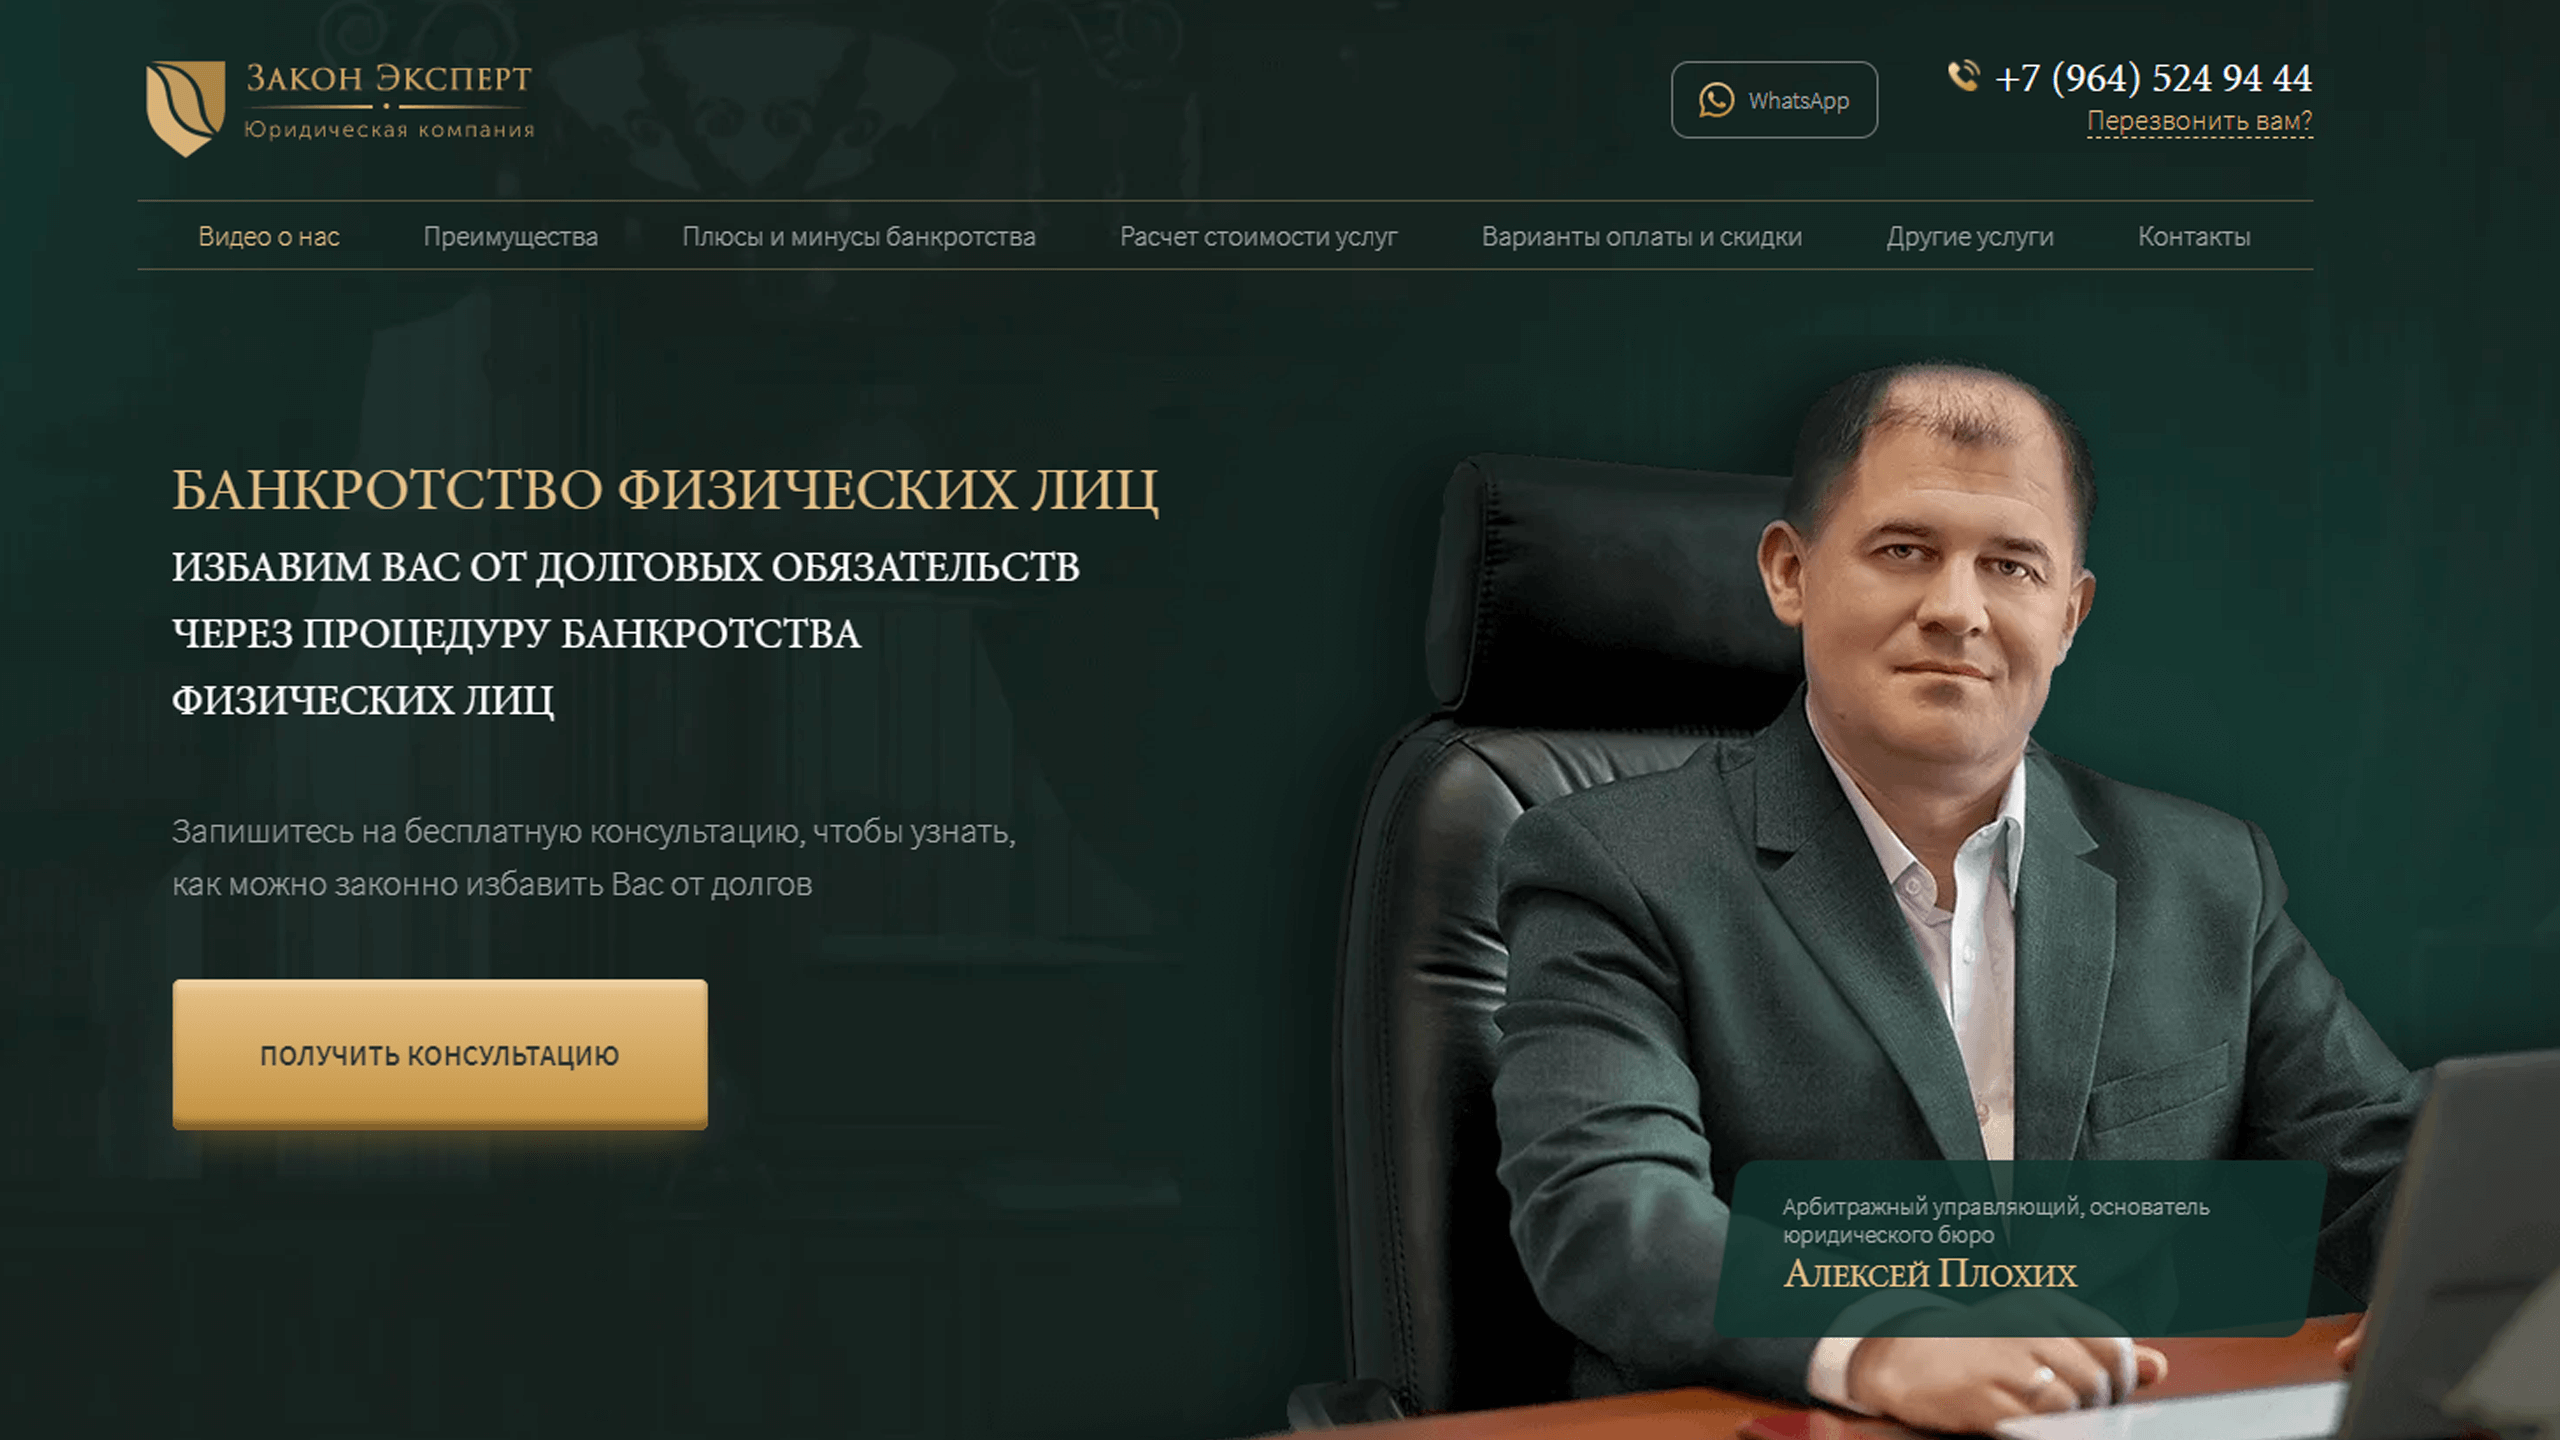 Закон Эксперт
Юридическая компания
WhatsApp
+7 (964) 524 94 44
Перезвонить вам?
Видео о нас
Преимущества
Плюсы и минусы банкротства
Расчет стоимости услуг
Варианты оплаты и скидки
Другие услуги
Контакты
БАНКРОТСТВО ФИЗИЧЕСКИХ ЛИЦ
ИЗБАВИМ ВАС ОТ ДОЛГОВЫХ ОБЯЗАТЕЛЬСТВ
ЧЕРЕЗ ПРОЦЕДУРУ БАНКРОТСТВА
ФИЗИЧЕСКИХ ЛИЦ
Запишитесь на бесплатную консультацию, чтобы узнать,
как можно законно избавить Вас от долгов
ПОЛУЧИТЬ КОНСУЛЬТАЦИЮ
Арбитражный управляющий, основатель
юридического бюро
Алексей Плохих